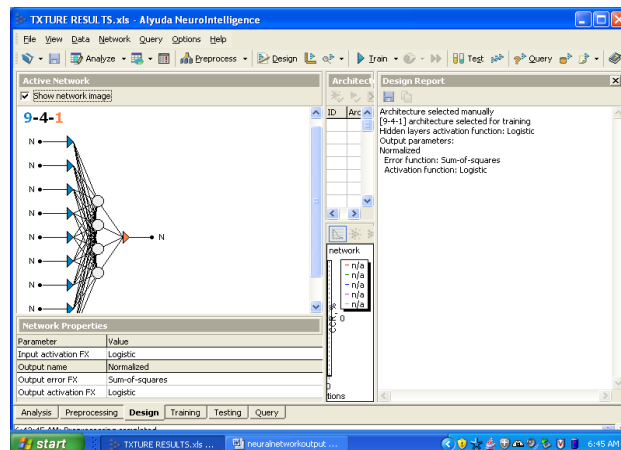 TXTURE RESULTS.xls - Alyuda NeuroIntelligence
File View Data Network Query Options Help
Analyze Preprocess Design Train Test Query
Active Network
Show network image
9-4-1
N
N
N
N
N
N
N
N
N
Network Properties
Parameter Value
Input activation FX Logistic
Output name Normalized
Output error FX Sum-of-squares
Output activation FX Logistic
Architect
ID Arc
network
n/a
n/a
n/a
n/a
n/a
0
tions
Design Report
Architecture selected manually
[9-4-1] architecture selected for training
Hidden layers activation function: Logistic
Output parameters:
Normalized
Error function: Sum-of-squares
Activation function: Logistic
Analysis Preprocessing Design Training Testing Query
start TXTURE RESULTS.xls ... neuralnetworkoutput ... 6:45 AM